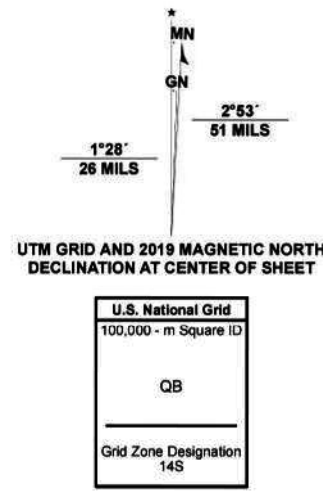 MN
GN
2°53´
51 MILS
1°28´
26 MILS
UTM GRID AND 2019 MAGNETIC NORTH
DECLINATION AT CENTER OF SHEET
U.S. National Grid
100,000 - m Square ID
QB
Grid Zone Designation
14S